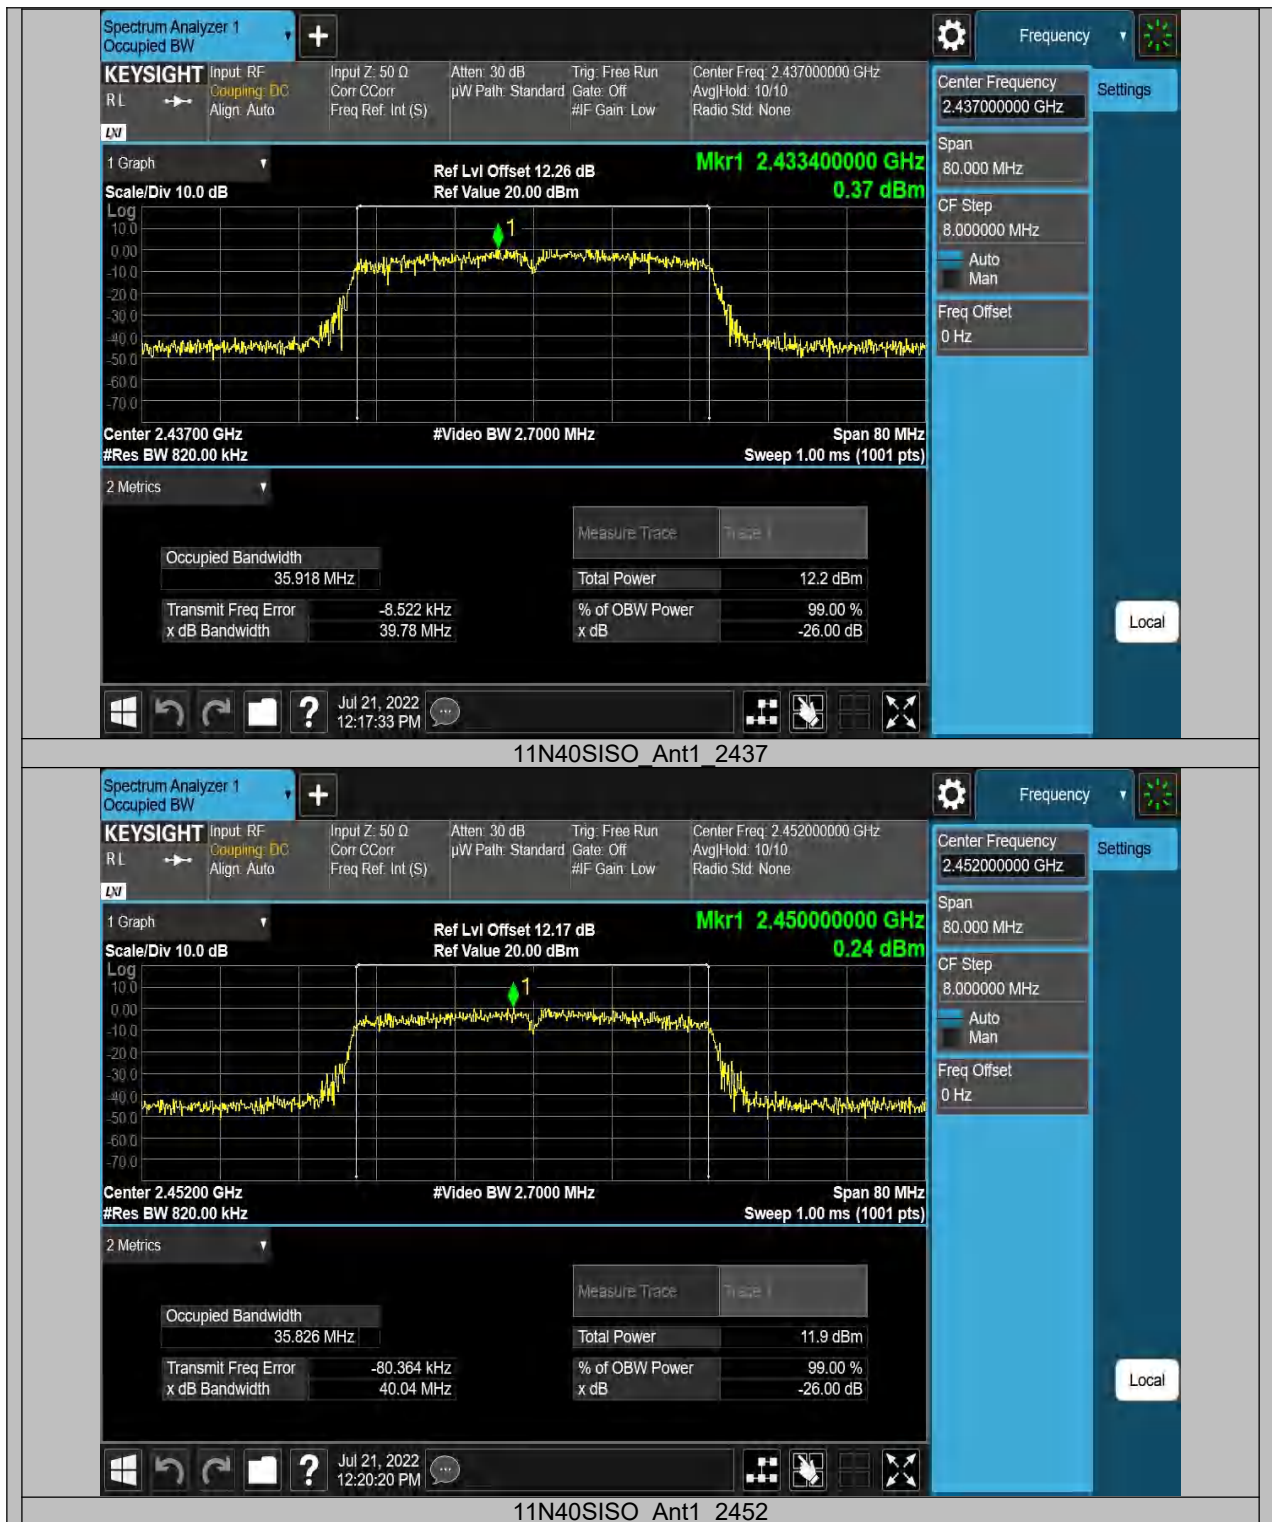 Spectrum Analyzer 1
Occupied BW
+
Frequency
KEYSIGHT
RL
LXI
Input: RF
Coupling: DC
Align: Auto
Input Z: 50 Ω
Corr CCorr
Freq Ref: Int (S)
Atten: 30 dB
µW Path: Standard
Trig: Free Run
Gate: Off
#IF Gain: Low
Center Freq: 2.437000000 GHz
Avg|Hold: 10/10
Radio Std: None
Center Frequency
2.437000000 GHz
Settings
Span
80.000 MHz
CF Step
8.000000 MHz
Auto
Man
Freq Offset
0 Hz
Local
1 Graph
Scale/Div 10.0 dB
Ref Lvl Offset 12.26 dB
Ref Value 20.00 dBm
Mkr1 2.433400000 GHz
0.37 dBm
Log
10.0
0.00
-10.0
-20.0
-30.0
-40.0
-50.0
-60.0
-70.0
1
Center 2.43700 GHz
#Video BW 2.7000 MHz
Span 80 MHz
#Res BW 820.00 kHz
Sweep 1.00 ms (1001 pts)
2 Metrics
Measure Trace Trace 1
Occupied Bandwidth
35.918 MHz
Total Power 12.2 dBm
Transmit Freq Error -8.522 kHz
% of OBW Power 99.00 %
x dB Bandwidth 39.78 MHz
x dB -26.00 dB
?
Jul 21, 2022
12:17:33 PM
11N40SISO_Ant1_2437
Spectrum Analyzer 1
Occupied BW
+
Frequency
KEYSIGHT
RL
LXI
Input: RF
Coupling: DC
Align: Auto
Input Z: 50 Ω
Corr CCorr
Freq Ref: Int (S)
Atten: 30 dB
µW Path: Standard
Trig: Free Run
Gate: Off
#IF Gain: Low
Center Freq: 2.452000000 GHz
Avg|Hold: 10/10
Radio Std: None
Center Frequency
2.452000000 GHz
Settings
Span
80.000 MHz
CF Step
8.000000 MHz
Auto
Man
Freq Offset
0 Hz
Local
1 Graph
Scale/Div 10.0 dB
Ref Lvl Offset 12.17 dB
Ref Value 20.00 dBm
Mkr1 2.450000000 GHz
0.24 dBm
Log
10.0
0.00
-10.0
-20.0
-30.0
-40.0
-50.0
-60.0
-70.0
1
Center 2.45200 GHz
#Video BW 2.7000 MHz
Span 80 MHz
#Res BW 820.00 kHz
Sweep 1.00 ms (1001 pts)
2 Metrics
Measure Trace Trace 1
Occupied Bandwidth
35.826 MHz
Total Power 11.9 dBm
Transmit Freq Error -80.364 kHz
% of OBW Power 99.00 %
x dB Bandwidth 40.04 MHz
x dB -26.00 dB
?
Jul 21, 2022
12:20:20 PM
11N40SISO_Ant1_2452